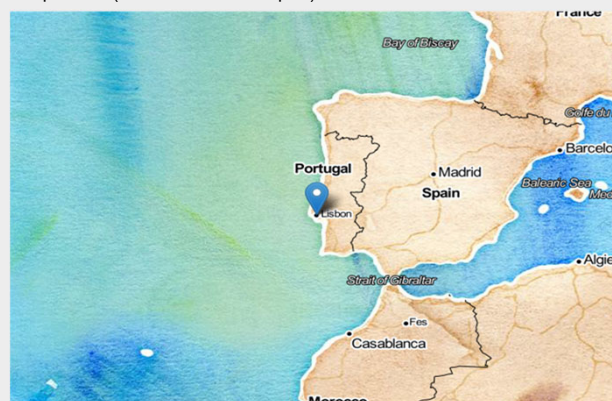 France
Bay of Biscay
Golfe du
Barcelo
Portugal
Madrid
Balearic Sea
Spain
Med
Lisbon
Algie
Strait of Gibraltar
Fes
Casablanca
Morocco